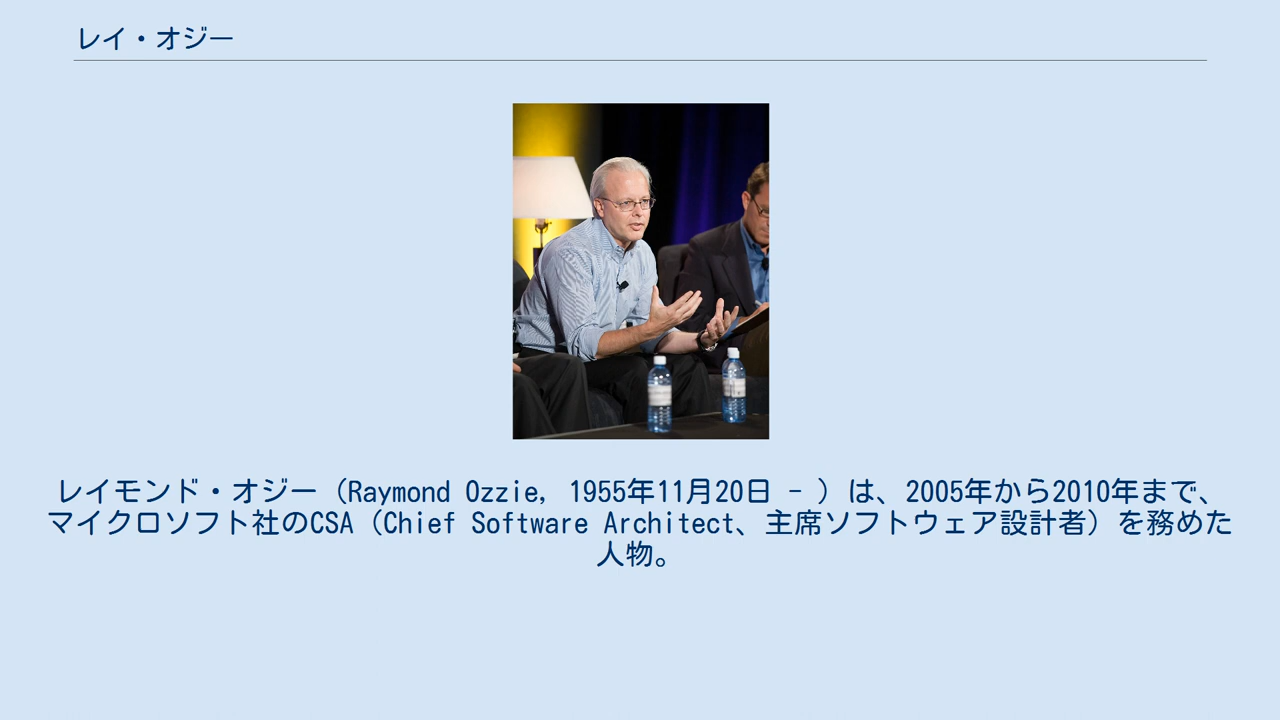 レイ・オジー
レイモンド・オジー（Raymond Ozzie, 1955年11月20日 - ）は、2005年から2010年まで、
マイクロソフト社のCSA（Chief Software Architect、主席ソフトウェア設計者）を務めた
人物。